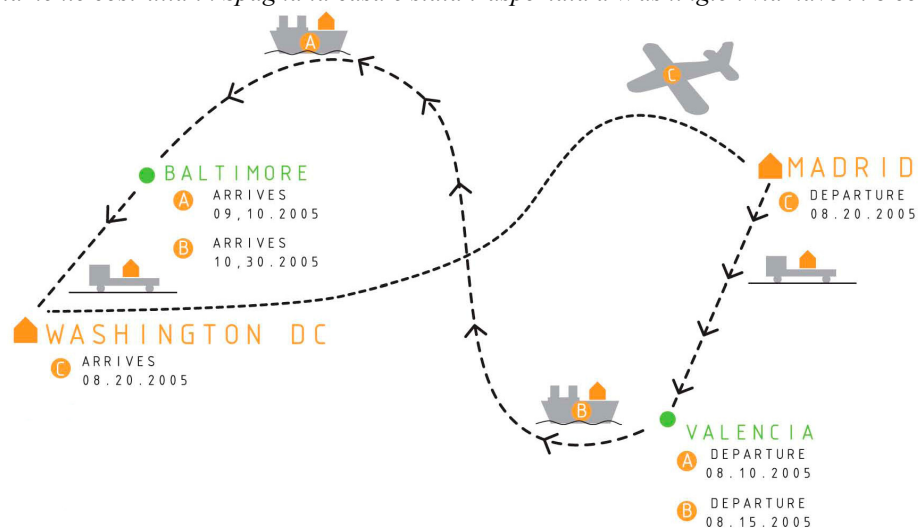 A
C
BALTIMORE
A ARRIVES
09,10.2005
B ARRIVES
10,30.2005
MADRID
C DEPARTURE
08.20.2005
WASHINGTON DC
C ARRIVES
08.20.2005
B
VALENCIA
A DEPARTURE
08.10.2005
B DEPARTURE
08.15.2005